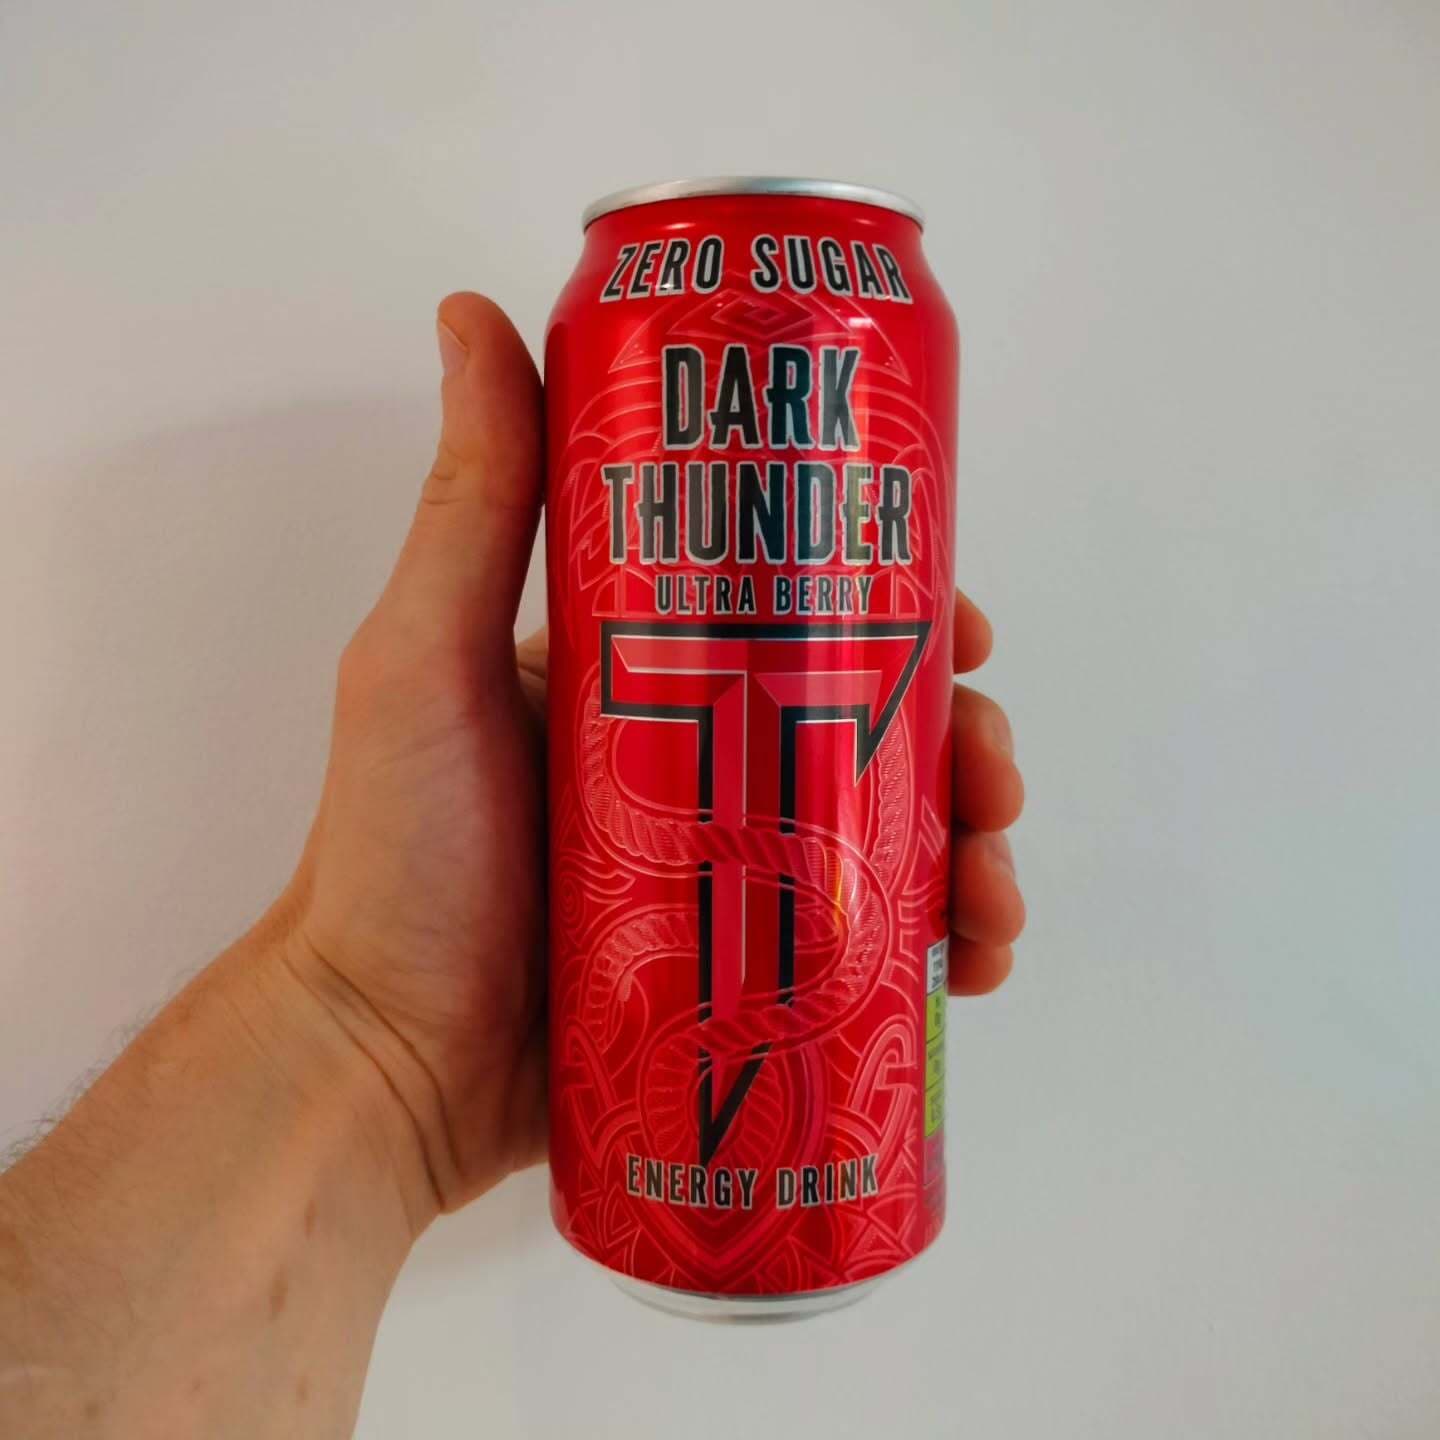 ZERO SUGAR
DARK
THUNDER
ULTRA BERRY
ENERGY DRINK